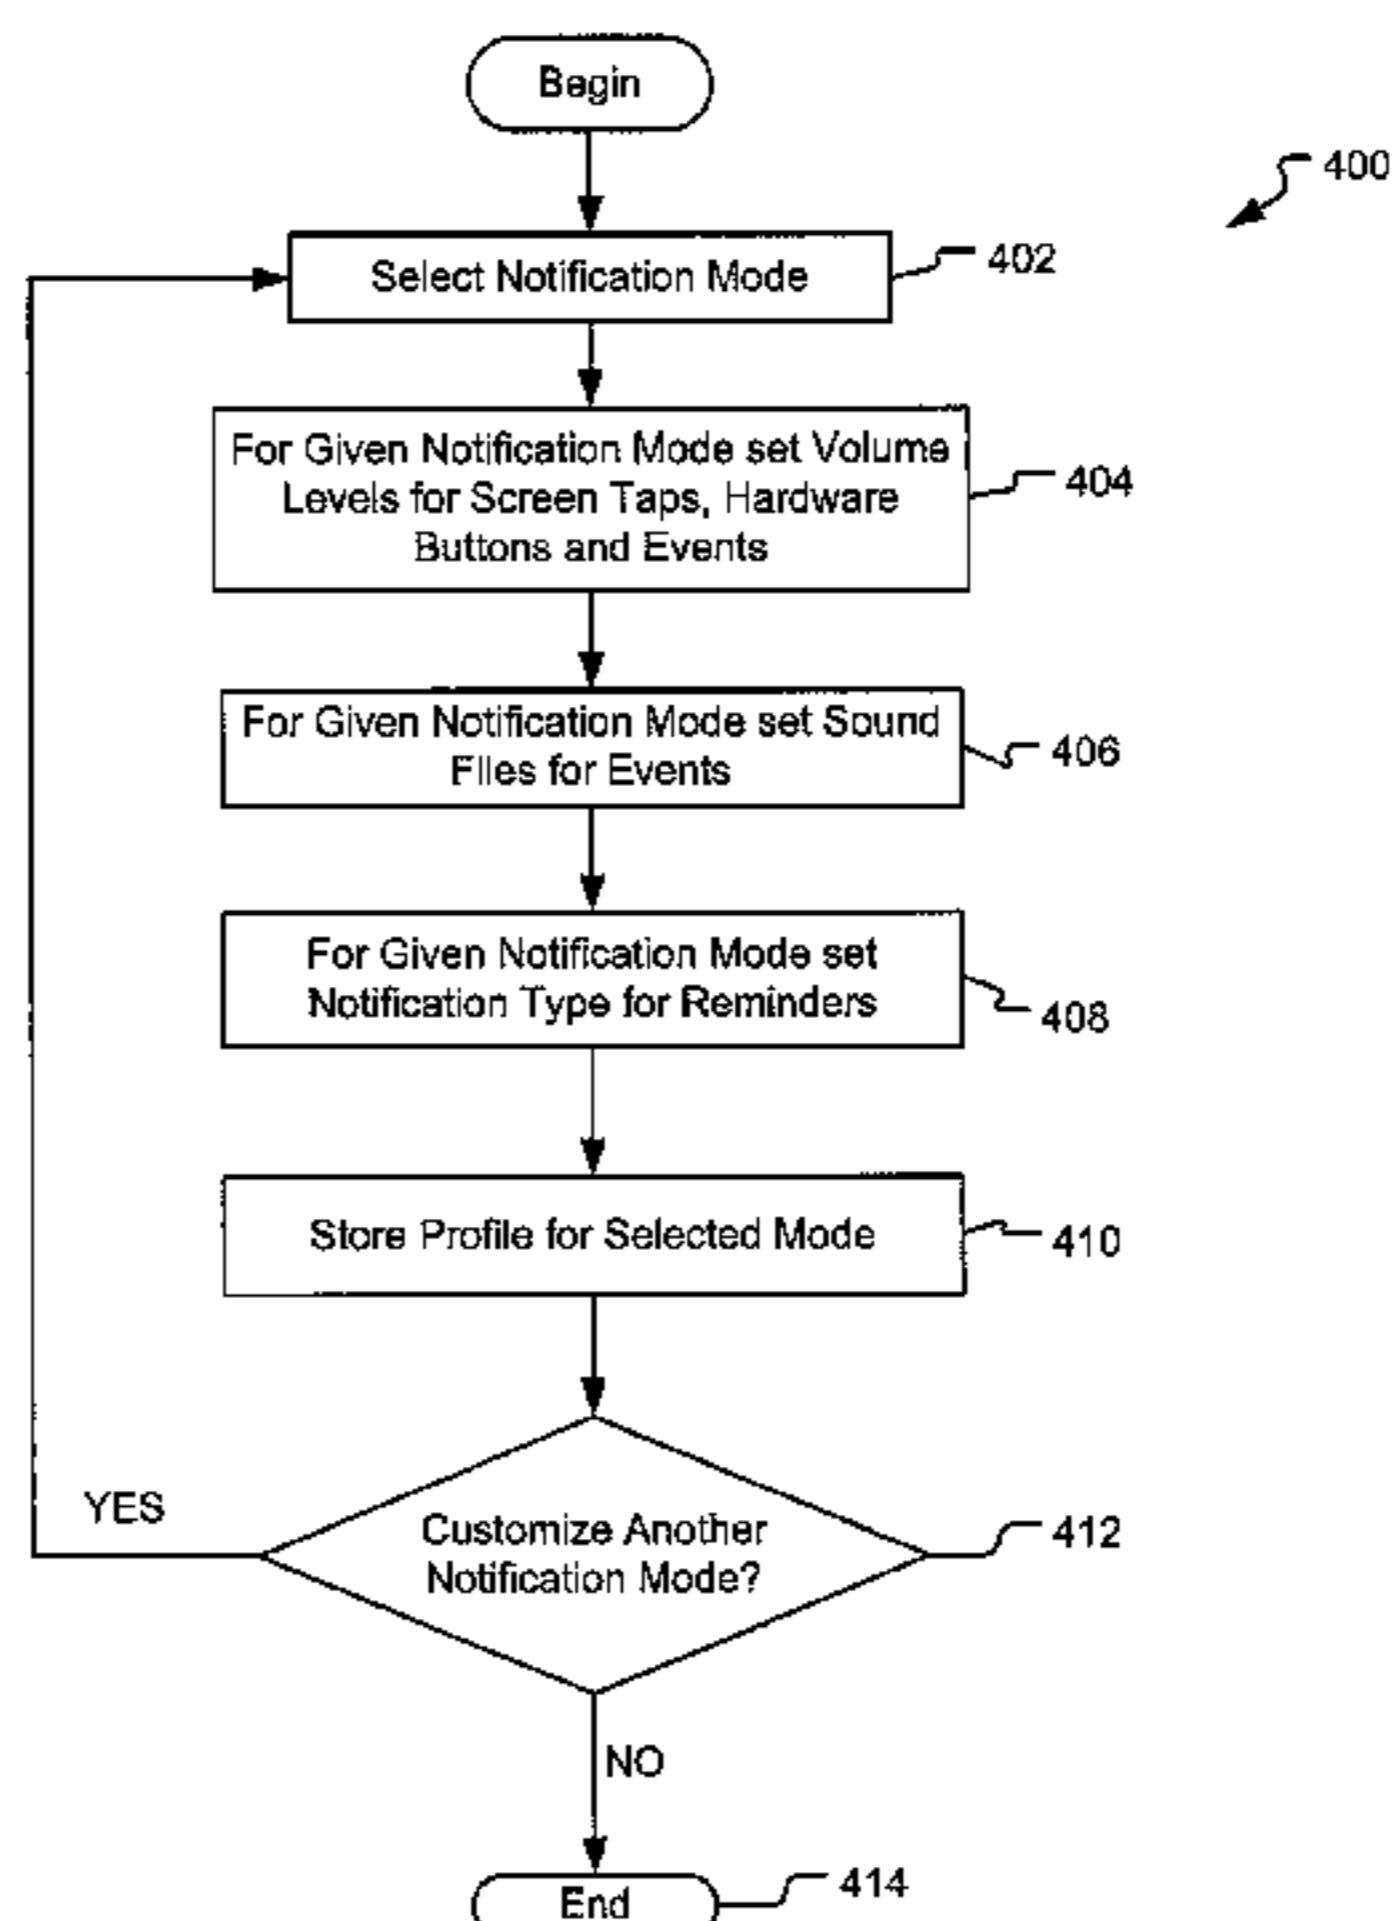 Begin
400
Select Notification Mode
402
For Given Notification Mode set Volume
Levels for Screen Taps, Hardware
Buttons and Events
404
For Given Notification Mode set Sound
Files for Events
406
For Given Notification Mode set
Notification Type for Reminders
408
Store Profile for Selected Mode
410
YES
Customize Another
Notification Mode?
412
NO
End
414